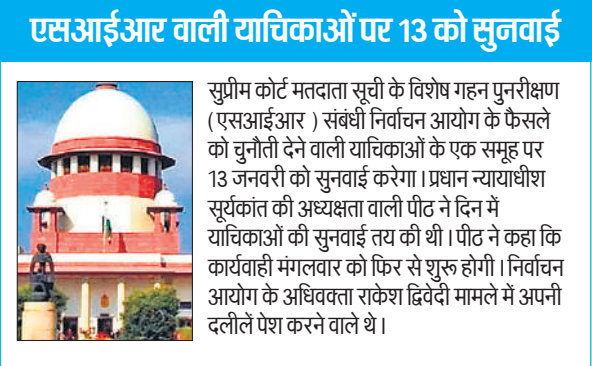 एसआईआर वाली याचिकाओं पर 13 को सुनवाई
सुप्रीम कोर्ट मतदाता सूची के विशेष गहन पुनरीक्षण
( एसआईआर ) संबंधी निर्वाचन आयोग के फैसले
को चुनौती देने वाली याचिकाओं के एक समूह पर
13 जनवरी को सुनवाई करेगा। प्रधान न्यायाधीश
सूर्यकांत की अध्यक्षता वाली पीठ ने दिन में
याचिकाओं की सुनवाई तय की थी। पीठ ने कहा कि
कार्यवाही मंगलवार को फिर से शुरू होगी। निर्वाचन
आयोग के अधिवक्ता राकेश द्विवेदी मामले में अपनी
दलीलें पेश करने वाले थे।